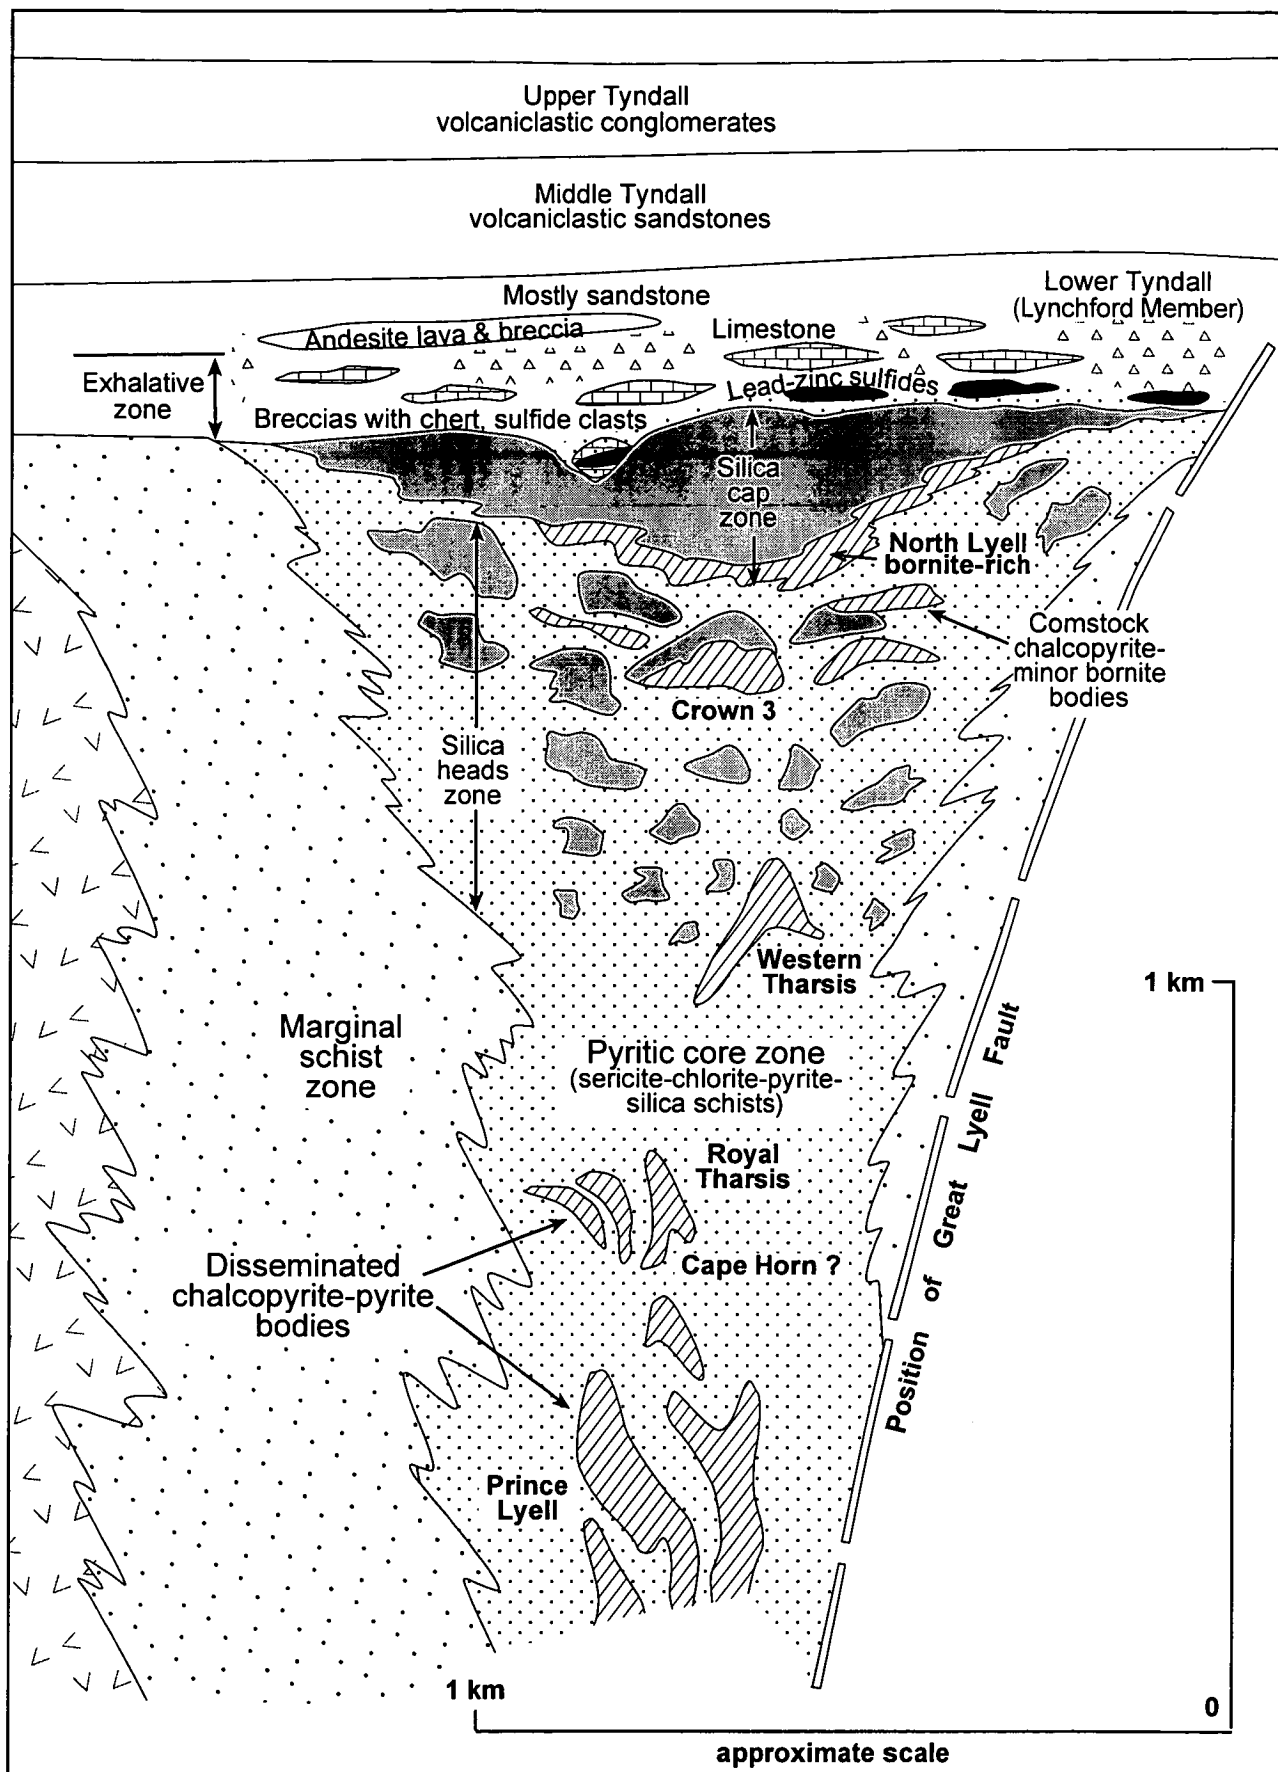 Upper Tyndall
volcaniclastic conglomerates
Middle Tyndall
volcaniclastic sandstones
Mostly sandstone
Lower Tyndall
(Lynchford Member)
Andesite lava & breccia
Limestone
Exhalative
zone
Lead-zinc sulfides
Breccias with chert, sulfide clasts
Silica
cap
zone
North Lyell
bornite-rich
Comstock
chalcopyrite-
minor bornite
bodies
Crown 3
Silica
heads
zone
Western
Tharsis
1 km
Marginal
schist
zone
Pyritic core zone
(sericite-chlorite-pyrite-
silica schists)
Royal
Tharsis
Cape Horn ?
Disseminated
chalcopyrite-pyrite
bodies
Position of Great Lyell Fault
Prince
Lyell
1 km
0
approximate scale